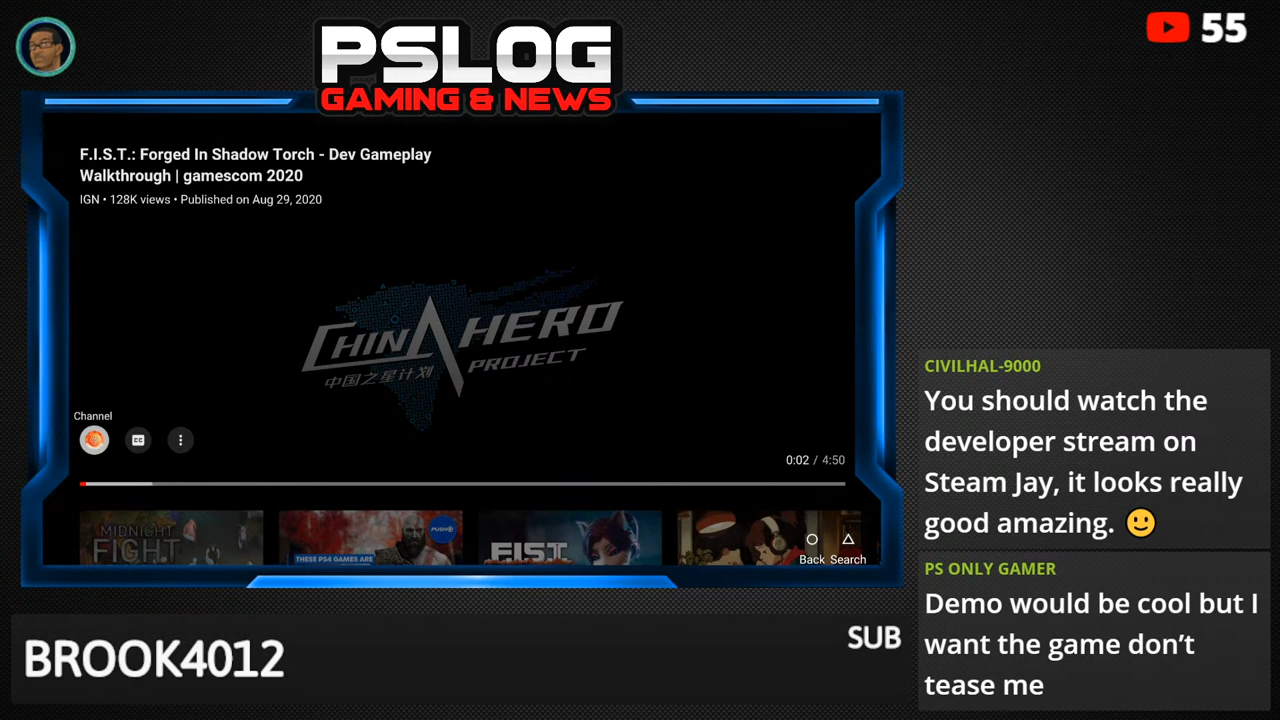 PSLOG
GAMING & NEWS
55
F.I.S.T.: Forged In Shadow Torch - Dev Gameplay
Walkthrough | gamescom 2020
IGN • 128K views • Published on Aug 29, 2020
CHINA HERO
PROJECT
中国之星计划
Channel
CC
0:02 / 4:50
MIDNIGHT
FIGHT
PUSH
THESE PS4 GAMES ARE
FIST
Back Search
CIVILHAL-9000
You should watch the
developer stream on
Steam Jay, it looks really
good amazing. 🙂
PS ONLY GAMER
Demo would be cool but I
want the game don’t
tease me
BROOK4012
SUB